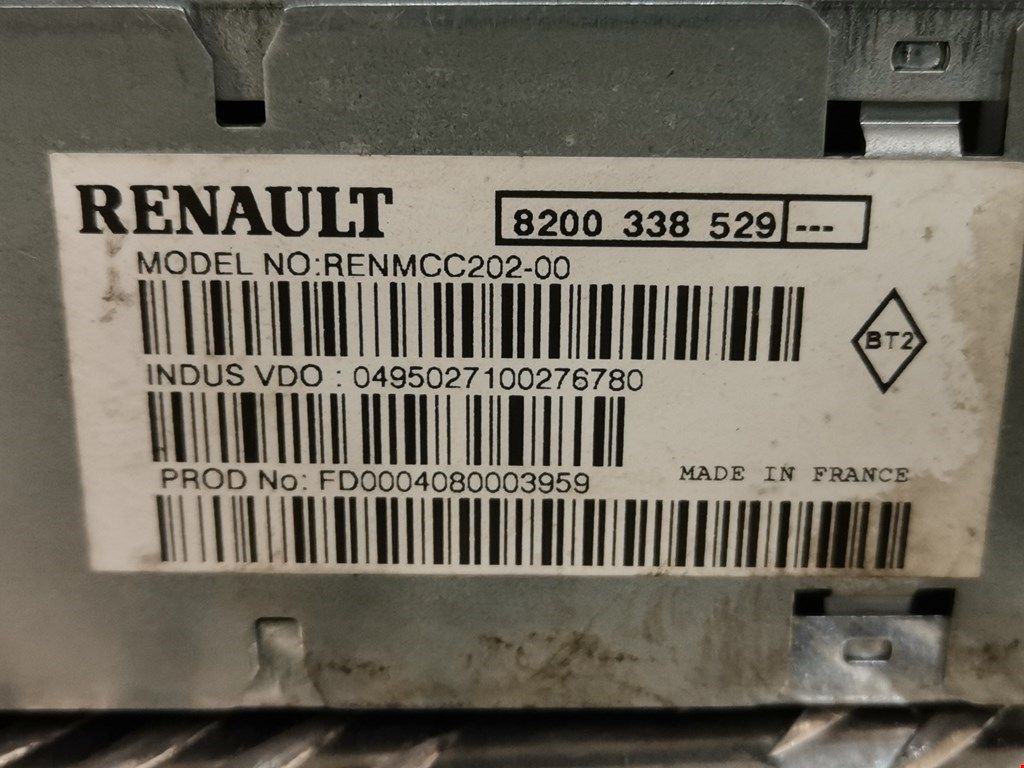 RENAULT
8200 338 529 ---
MODEL NO:RENMCC202-00
BT2
INDUS VDO : 0495027100276780
PROD No: FD0004080003959
MADE IN FRANCE